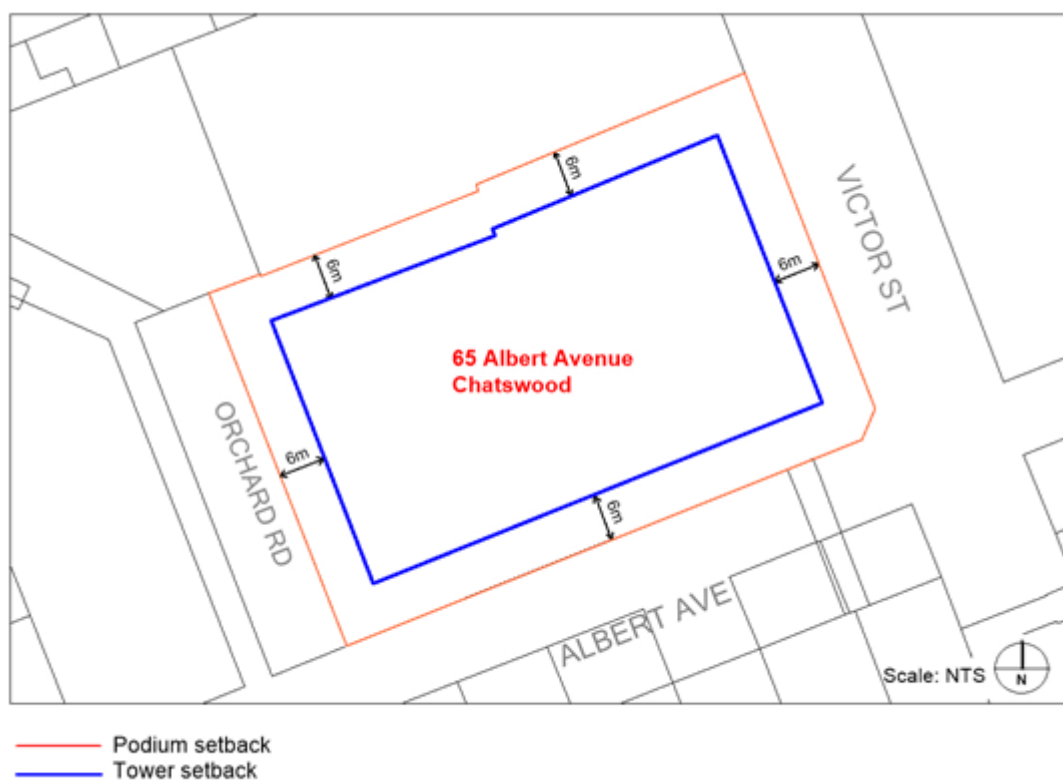 6m
VICTOR ST
6m
6m
65 Albert Avenue
Chatswood
ORCHARD RD
6m
6m
ALBERT AVE
Scale: NTS
N
Podium setback
Tower setback